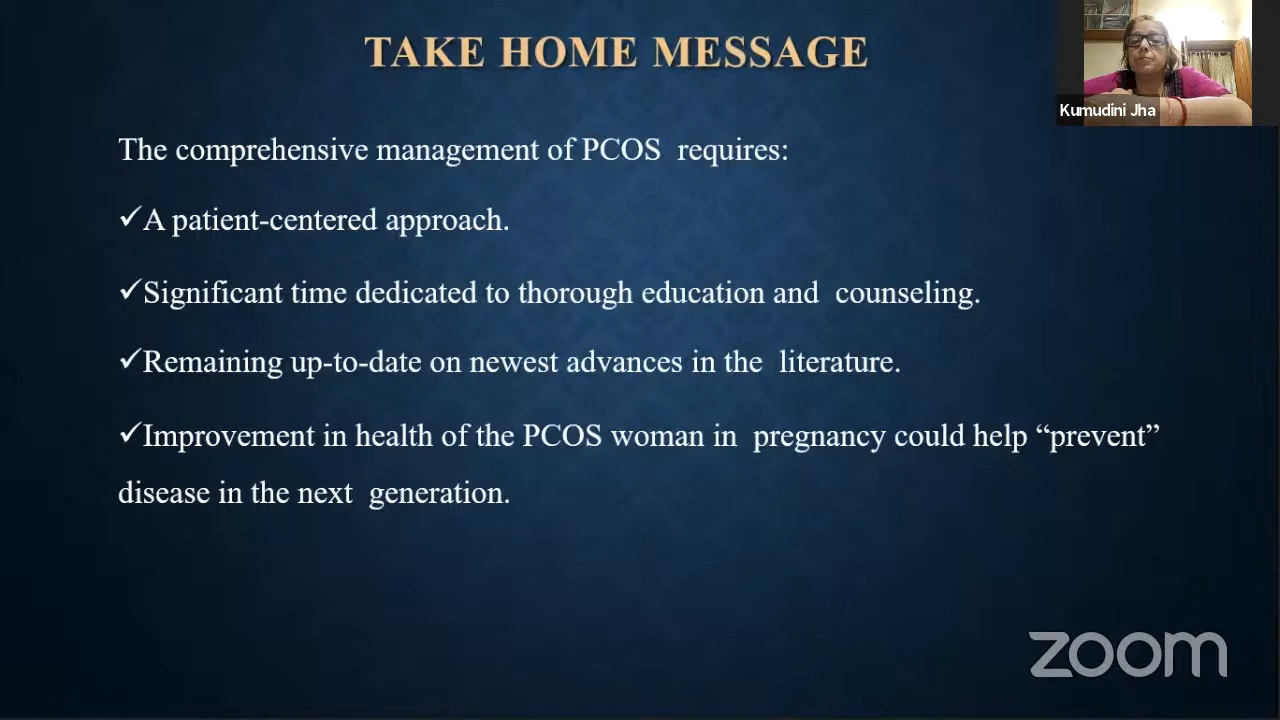 TAKE HOME MESSAGE
Kumudini Jha
The comprehensive management of PCOS requires:
✓A patient-centered approach.
✓Significant time dedicated to thorough education and counseling.
✓Remaining up-to-date on newest advances in the literature.
✓Improvement in health of the PCOS woman in pregnancy could help “prevent”
disease in the next generation.
zoom